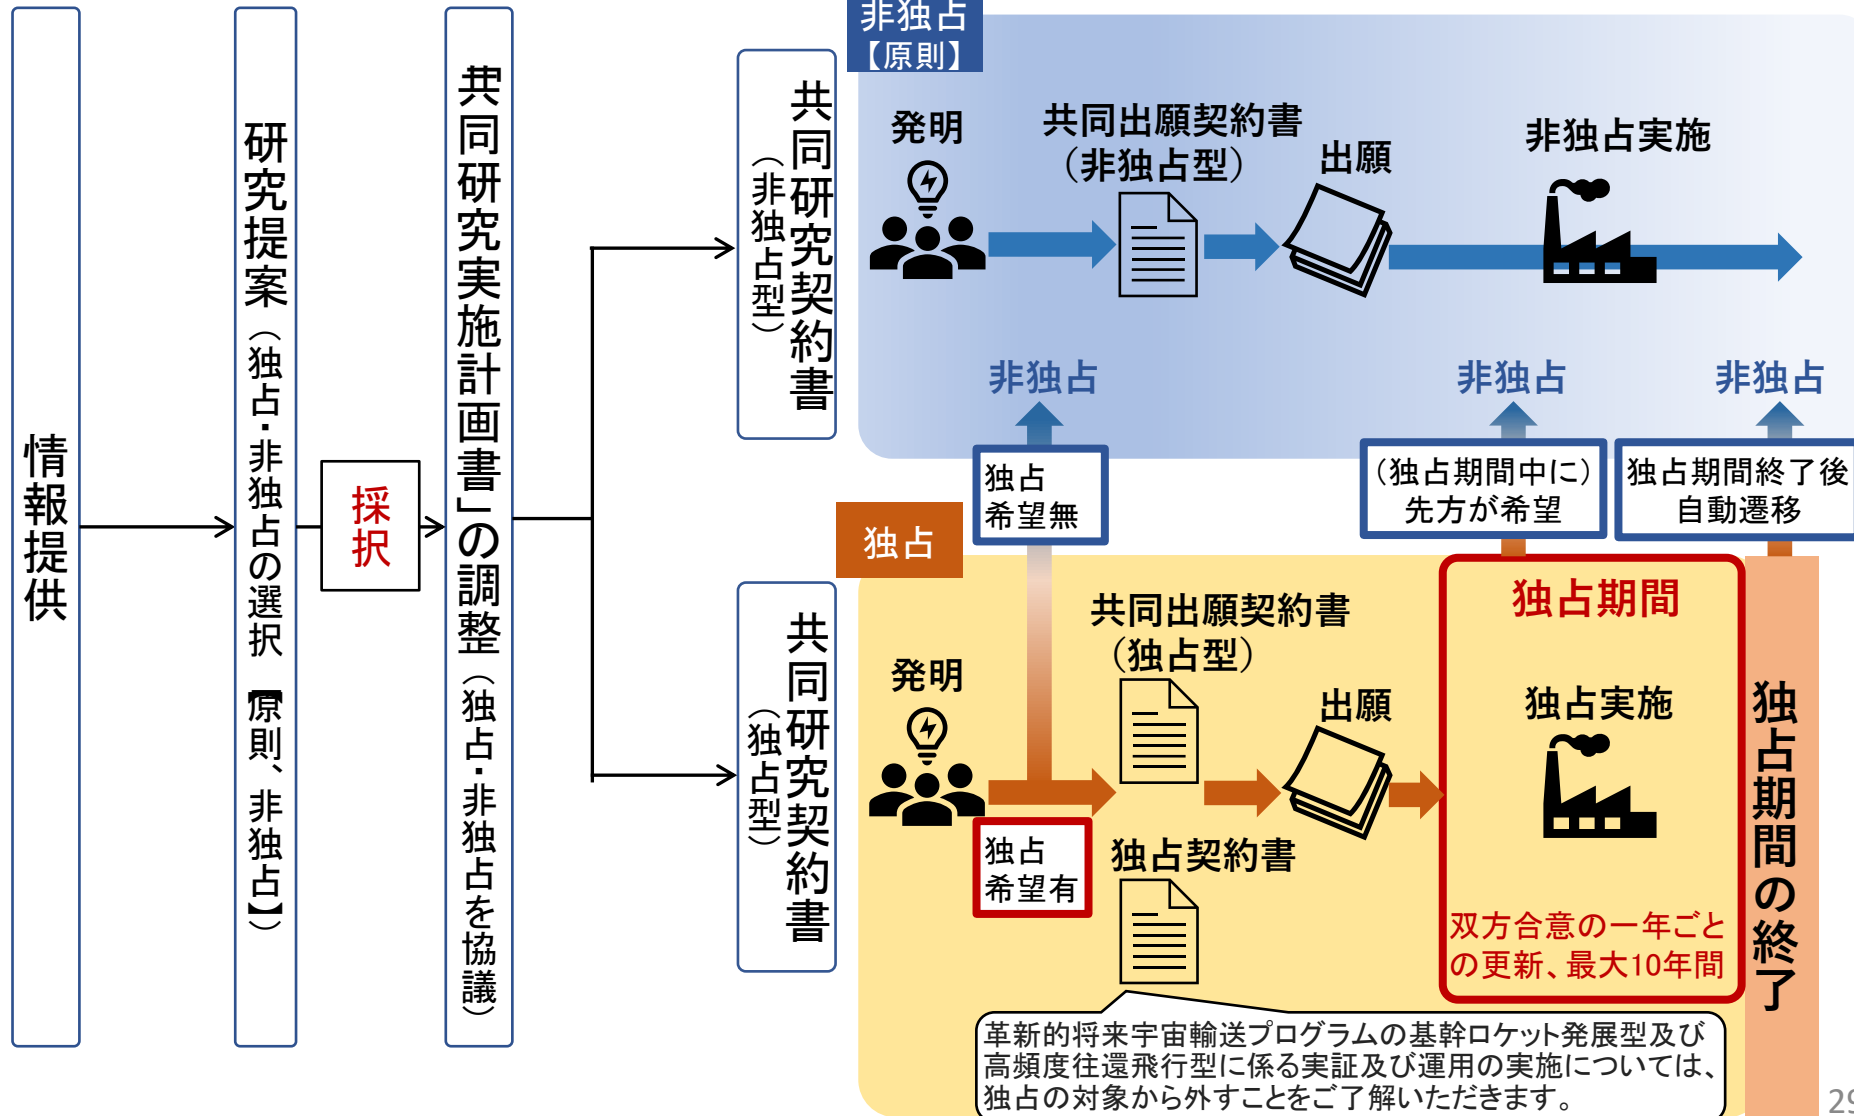 情報提供
研究提案（独占・非独占の選択【原則、非独占】）
採択
共同研究実施計画書」の調整（独占・非独占を協議）
共同研究契約書
（非独占型）
共同研究契約書
（独占型）
非独占
【原則】
発明
共同出願契約書
（非独占型）
出願
非独占実施
非独占
非独占
非独占
独占
希望無
（独占期間中に）
先方が希望
独占期間終了後
自動遷移
独占
発明
共同出願契約書
（独占型）
出願
独占期間
独占実施
双方合意の一年ごと
の更新、最大10年間
独占期間の終了
独占
希望有
独占契約書
革新的将来宇宙輸送プログラムの基幹ロケット発展型及び
高頻度往還飛行型に係る実証及び運用の実施については、
独占の対象から外すことをご了解いただきます。